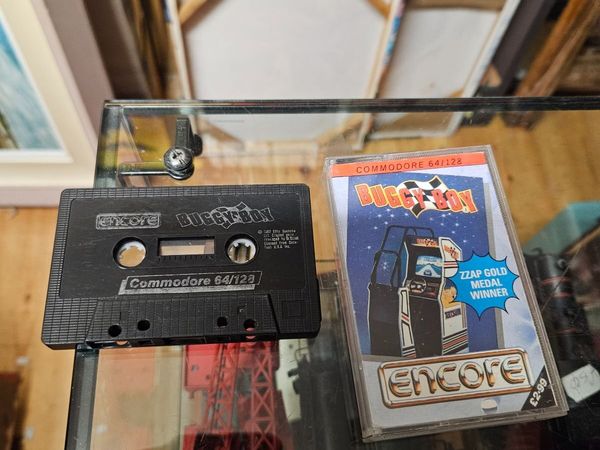 encore
BUGGY BOY
Commodore 64/128
COMMODORE 64/128
BUGGY BOY
ZZAP GOLD
MEDAL
WINNER
encore
£2·99